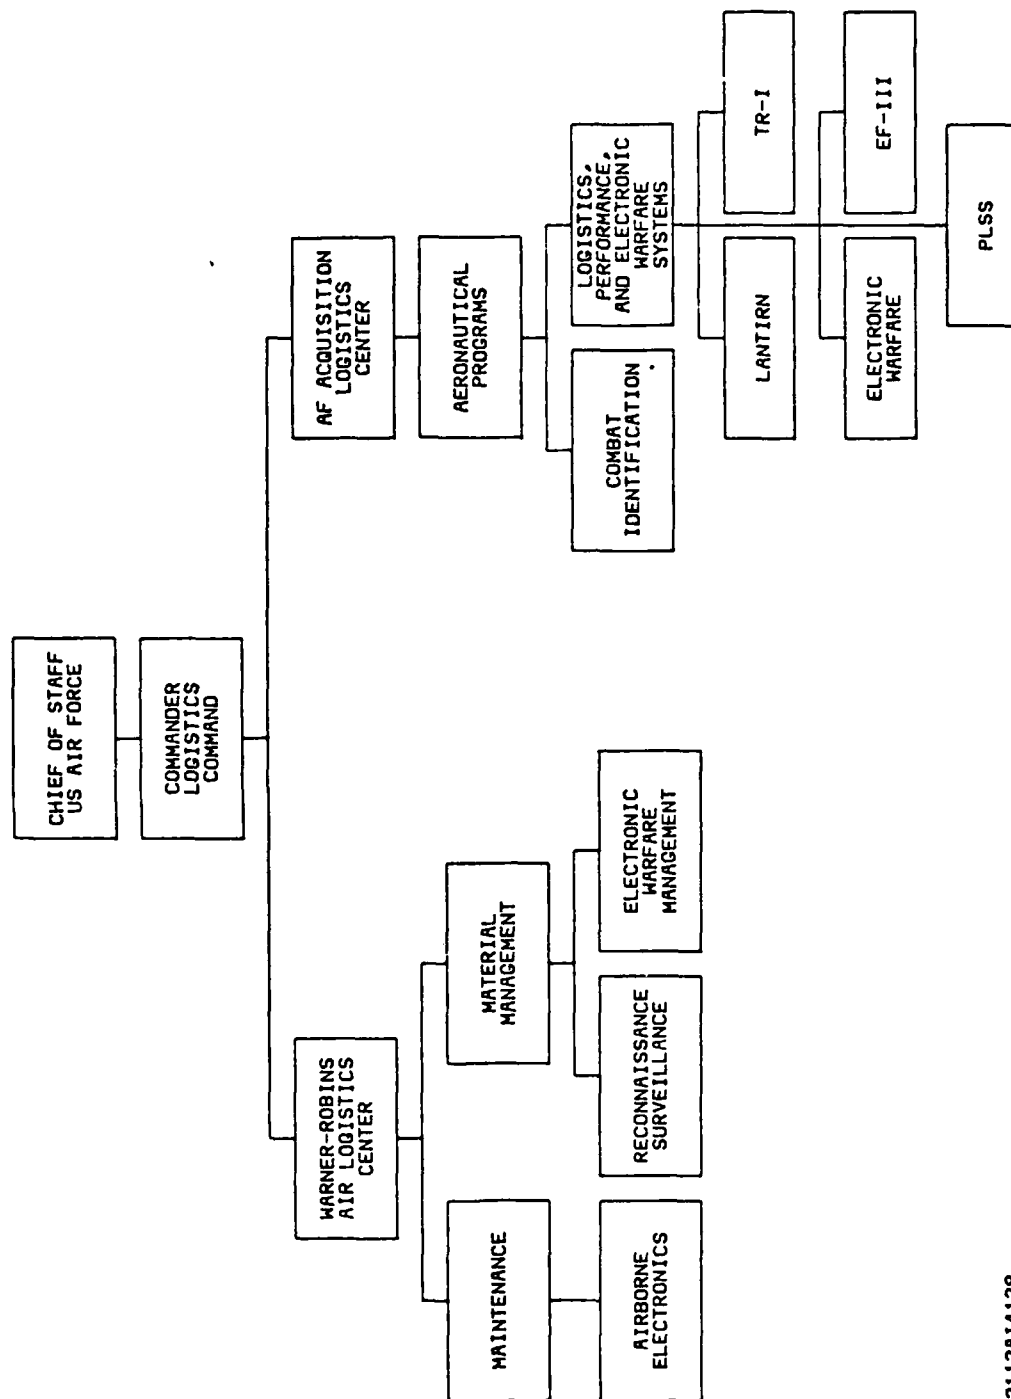 CHIEF OF STAFF
US AIR FORCE
COMMANDER
LOGISTICS
COMMAND
WARNER-ROBINS
AIR LOGISTICS
CENTER
AF ACQUISITION
LOGISTICS
CENTER
MAINTENANCE
MATERIAL
MANAGEMENT
AERONAUTICAL
PROGRAMS
AIRBORNE
ELECTRONICS
RECONNAISSANCE
SURVEILLANCE
ELECTRONIC
WARFARE
MANAGEMENT
COMBAT
IDENTIFICATION
LOGISTICS,
PERFORMANCE,
AND ELECTRONIC
WARFARE
SYSTEMS
LANTIRN
TR-I
ELECTRONIC
WARFARE
EF-III
PLSS